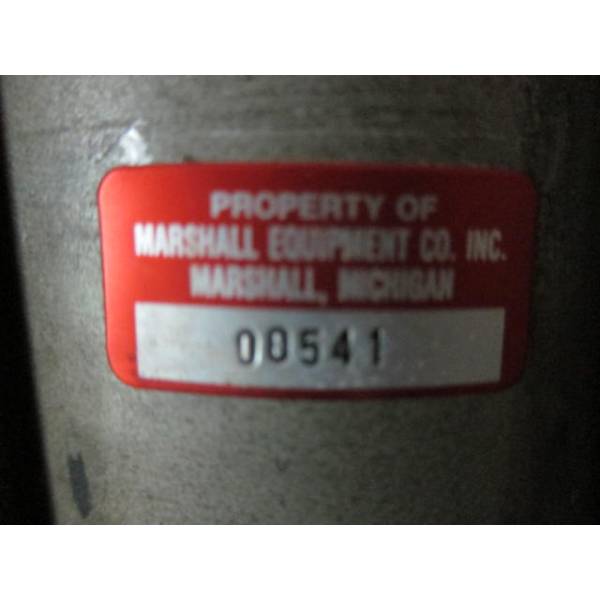 PROPERTY OF
MARSHALL EQUIPMENT CO. INC.
MARSHALL, MICHIGAN
00541